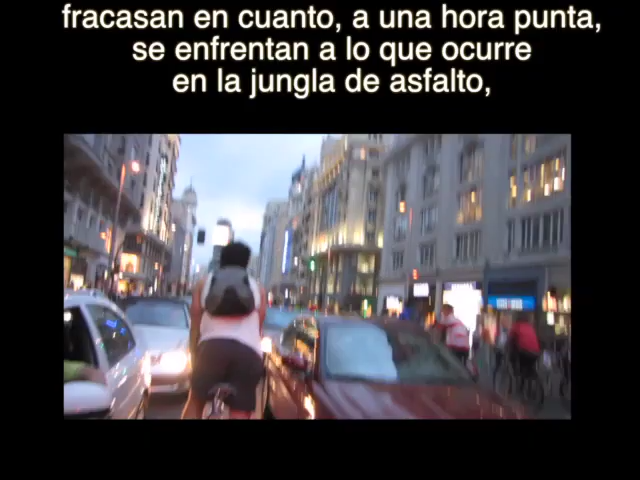 fracasan en cuanto, a una hora punta,
se enfrentan a lo que ocurre
en la jungla de asfalto,